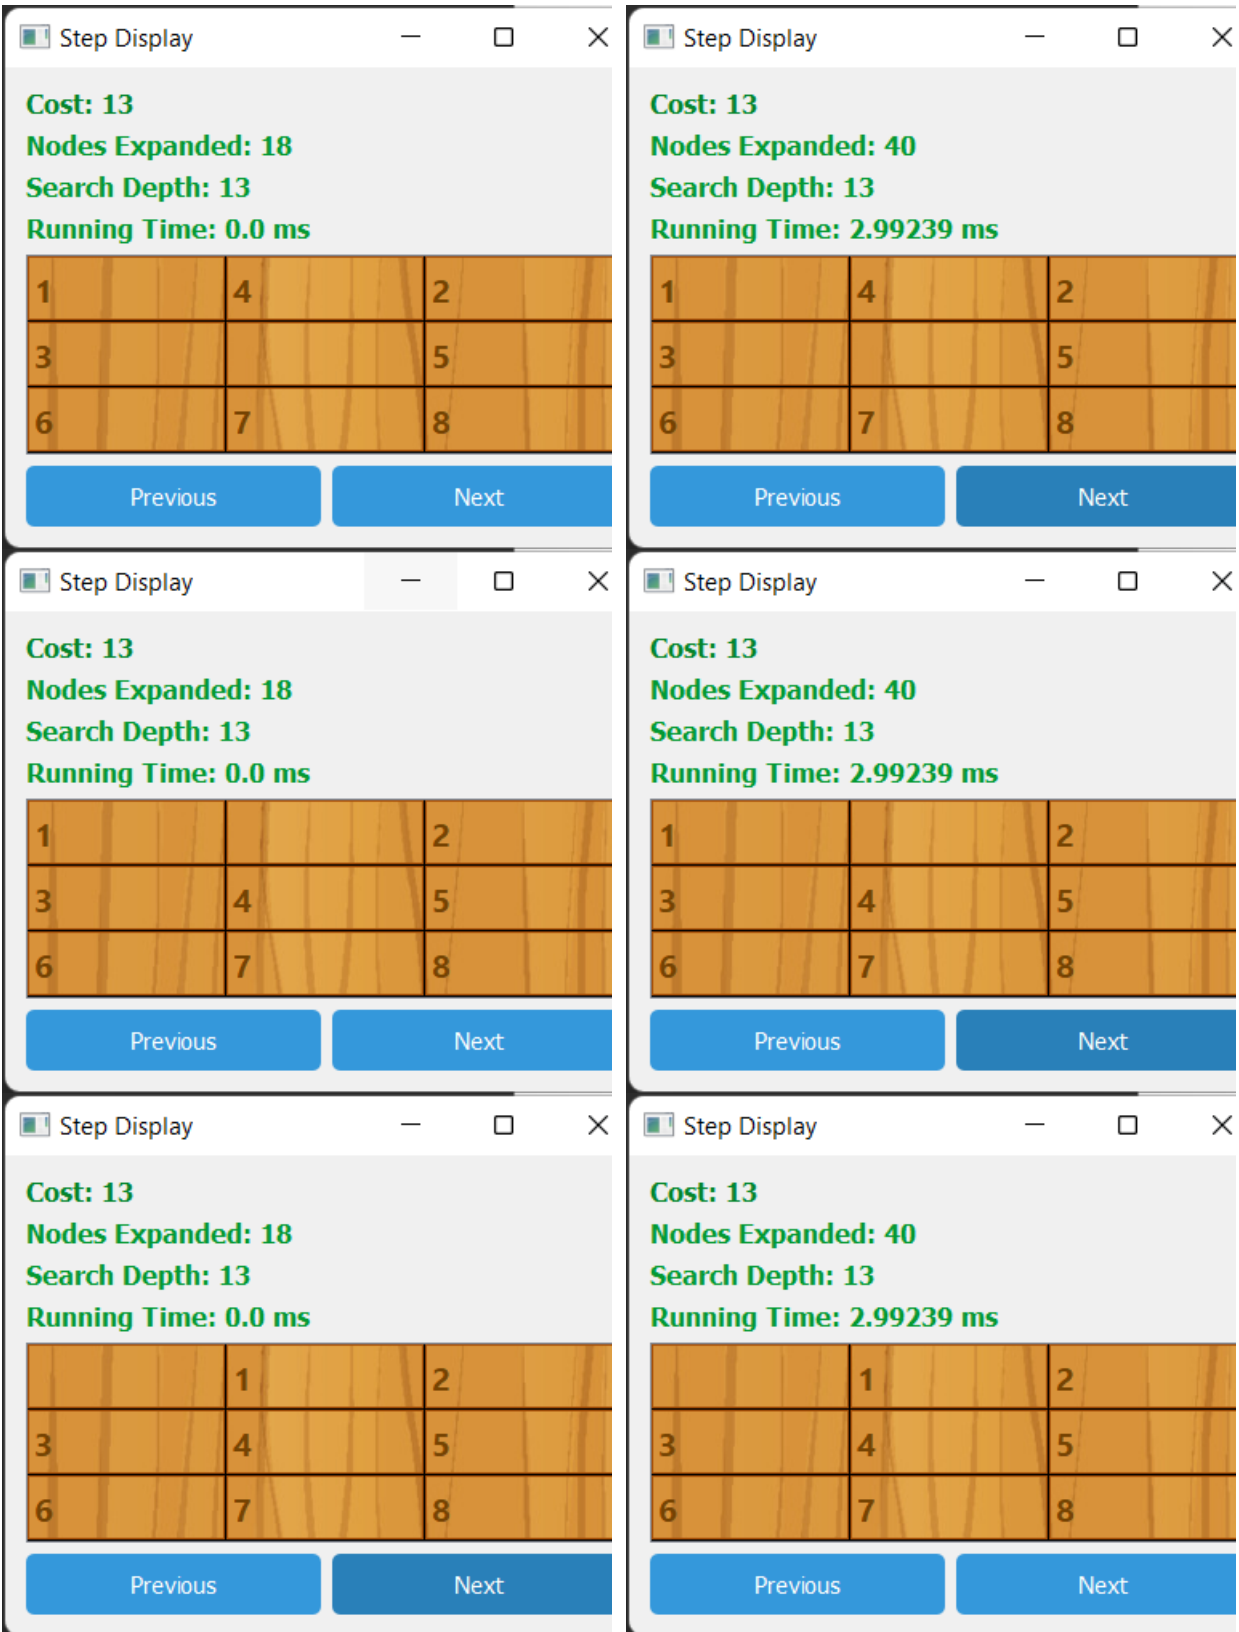 Step Display
Cost: 13
Nodes Expanded: 18
Search Depth: 13
Running Time: 0.0 ms
1 4 2
3 5
6 7 8
Previous Next
Step Display
Cost: 13
Nodes Expanded: 40
Search Depth: 13
Running Time: 2.99239 ms
1 4 2
3 5
6 7 8
Previous Next
Step Display
Cost: 13
Nodes Expanded: 18
Search Depth: 13
Running Time: 0.0 ms
1 2
3 4 5
6 7 8
Previous Next
Step Display
Cost: 13
Nodes Expanded: 40
Search Depth: 13
Running Time: 2.99239 ms
1 2
3 4 5
6 7 8
Previous Next
Step Display
Cost: 13
Nodes Expanded: 18
Search Depth: 13
Running Time: 0.0 ms
1 2
3 4 5
6 7 8
Previous Next
Step Display
Cost: 13
Nodes Expanded: 40
Search Depth: 13
Running Time: 2.99239 ms
1 2
3 4 5
6 7 8
Previous Next